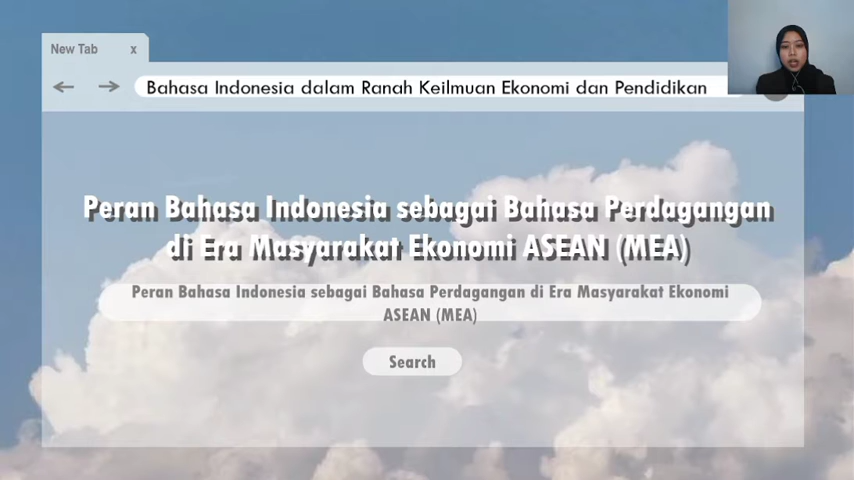 New Tab x
Bahasa Indonesia dalam Ranah Keilmuan Ekonomi dan Pendidikan
Peran Bahasa Indonesia sebagai Bahasa Perdagangan
di Era Masyarakat Ekonomi ASEAN (MEA)
Peran Bahasa Indonesia sebagai Bahasa Perdagangan di Era Masyarakat Ekonomi
ASEAN (MEA)
Search